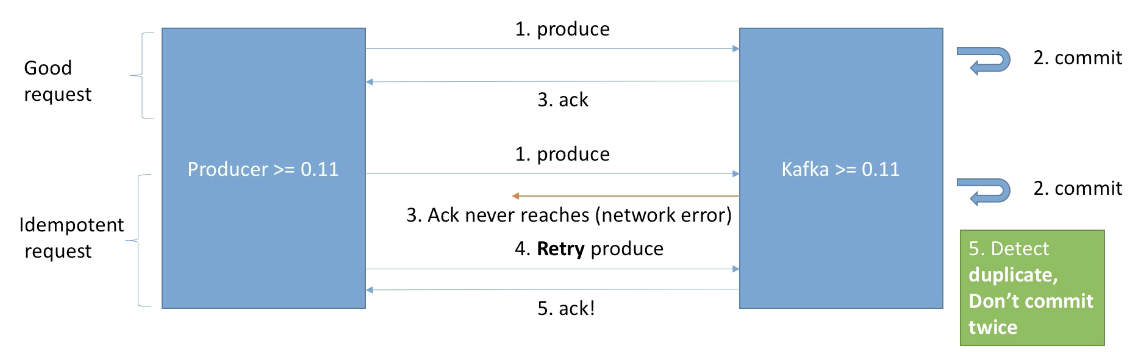 1. produce
Good
request
2. commit
3. ack
1. produce
Producer >= 0.11
Kafka >= 0.11
2. commit
3. Ack never reaches (network error)
Idempotent
request
4. Retry produce
5. ack!
5. Detect
duplicate,
Don't commit
twice